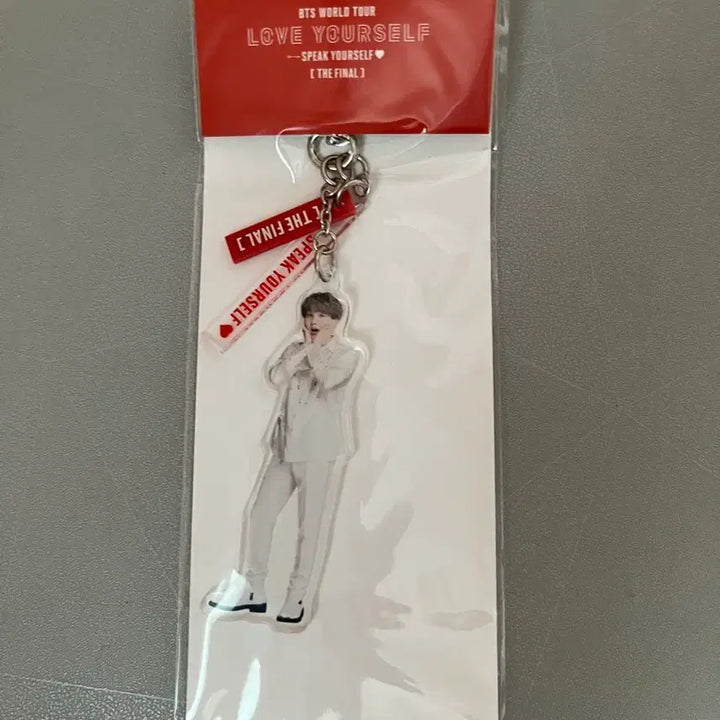 BTS WORLD TOUR
LOVE YOURSELF
SPEAK YOURSELF
[ THE FINAL ]
[ THE FINAL ]
SPEAK YOURSELF